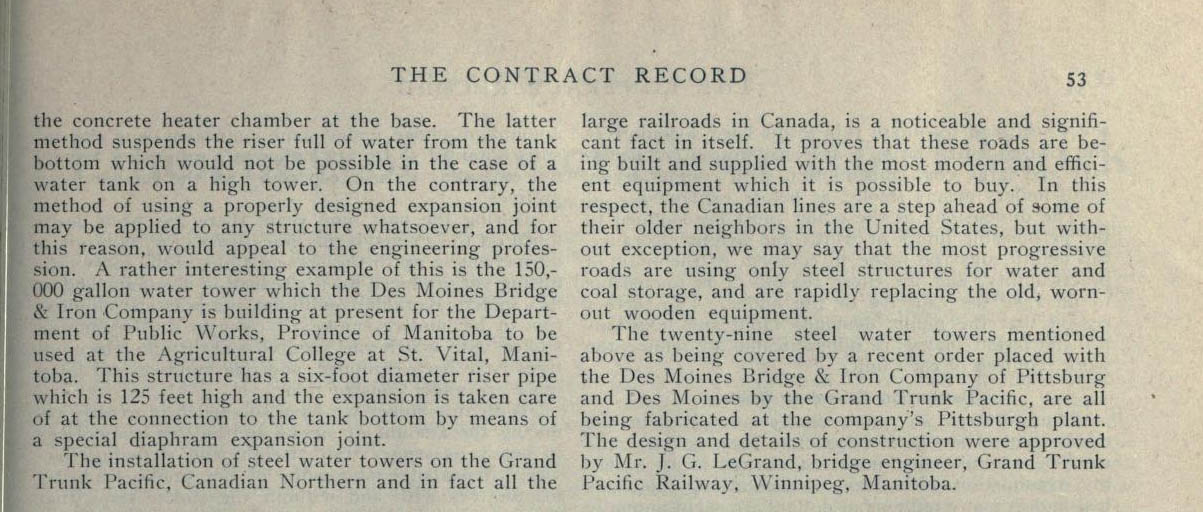 THE CONTRACT RECORD 53
the concrete heater chamber at the base. The latter
method suspends the riser full of water from the tank
bottom which would not be possible in the case of a
water tank on a high tower. On the contrary, the
method of using a properly designed expansion joint
may be applied to any structure whatsoever, and for
this reason, would appeal to the engineering profes-
sion. A rather interesting example of this is the 150,-
000 gallon water tower which the Des Moines Bridge
& Iron Company is building at present for the Depart-
ment of Public Works, Province of Manitoba to be
used at the Agricultural College at St. Vital, Mani-
toba. This structure has a six-foot diameter riser pipe
which is 125 feet high and the expansion is taken care
of at the connection to the tank bottom by means of
a special diaphram expansion joint.
The installation of steel water towers on the Grand
Trunk Pacific, Canadian Northern and in fact all the
large railroads in Canada, is a noticeable and signifi-
cant fact in itself. It proves that these roads are be-
ing built and supplied with the most modern and effici-
ent equipment which it is possible to buy. In this
respect, the Canadian lines are a step ahead of some of
their older neighbors in the United States, but with-
out exception, we may say that the most progressive
roads are using only steel structures for water and
coal storage, and are rapidly replacing the old, worn-
out wooden equipment.
The twenty-nine steel water towers mentioned
above as being covered by a recent order placed with
the Des Moines Bridge & Iron Company of Pittsburg
and Des Moines by the Grand Trunk Pacific, are all
being fabricated at the company's Pittsburgh plant.
The design and details of construction were approved
by Mr. J. G. LeGrand, bridge engineer, Grand Trunk
Pacific Railway, Winnipeg, Manitoba.